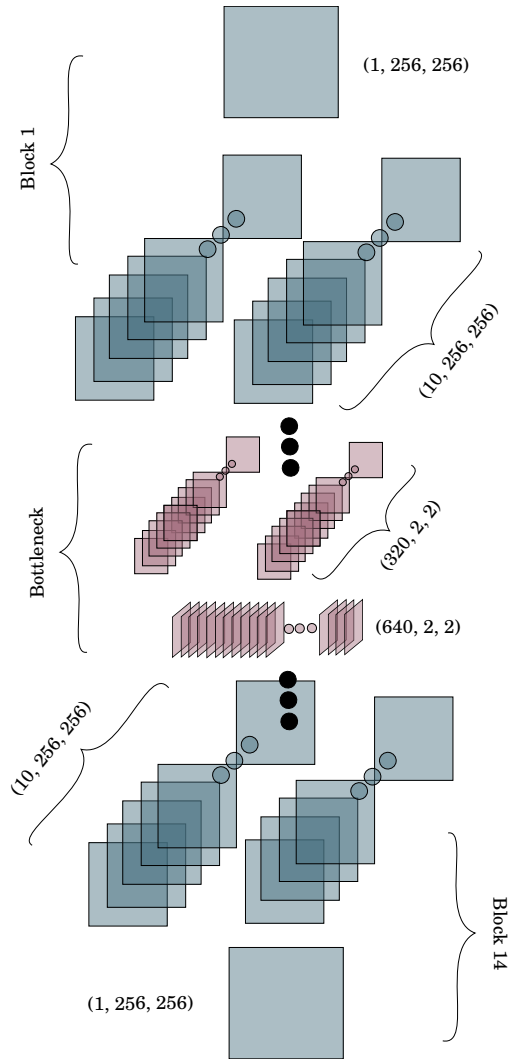 (1, 256, 256)
Block 1
(10, 256, 256)
Bottleneck
(320, 2, 2)
(640, 2, 2)
(10, 256, 256)
Block 14
(1, 256, 256)